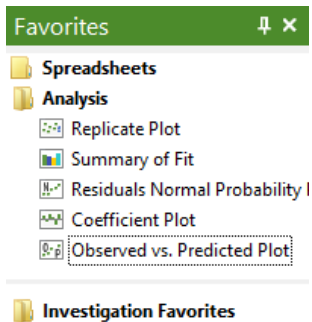 Favorites
Spreadsheets
Analysis
Replicate Plot
Summary of Fit
Residuals Normal Probability
Coefficient Plot
Observed vs. Predicted Plot
Investigation Favorites